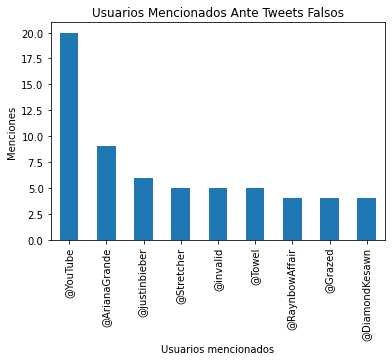 Usuarios Mencionados Ante Tweets Falsos
20.0
17.5
15.0
12.5
10.0
7.5
5.0
2.5
0.0
Menciones
@YouTube
@ArianaGrande
@justinbieber
@Stretcher
@invalid
@Towel
@RaynbowAffair
@Grazed
@DiamondKesawn
Usuarios mencionados